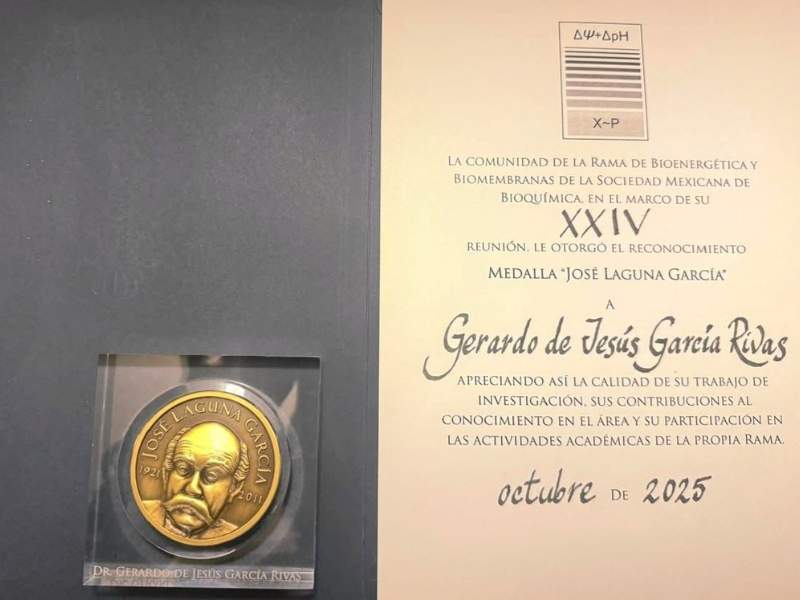 JOSÉ LAGUNA GARCÍA
1921
2011
DR. GERARDO DE JESÚS GARCÍA RIVAS
ΔΨ+ΔpH
X~P
LA COMUNIDAD DE LA RAMA DE BIOENERGÉTICA Y
BIOMEMBRANAS DE LA SOCIEDAD MEXICANA DE
BIOQUÍMICA, EN EL MARCO DE SU
XXIV
REUNIÓN, LE OTORGÓ EL RECONOCIMIENTO
MEDALLA "JOSÉ LAGUNA GARCÍA"
A
Gerardo de Jesús García Rivas
APRECIANDO ASÍ LA CALIDAD DE SU TRABAJO DE
INVESTIGACIÓN, SUS CONTRIBUCIONES AL
CONOCIMIENTO EN EL ÁREA Y SU PARTICIPACIÓN EN
LAS ACTIVIDADES ACADÉMICAS DE LA PROPIA RAMA.
octubre DE 2025